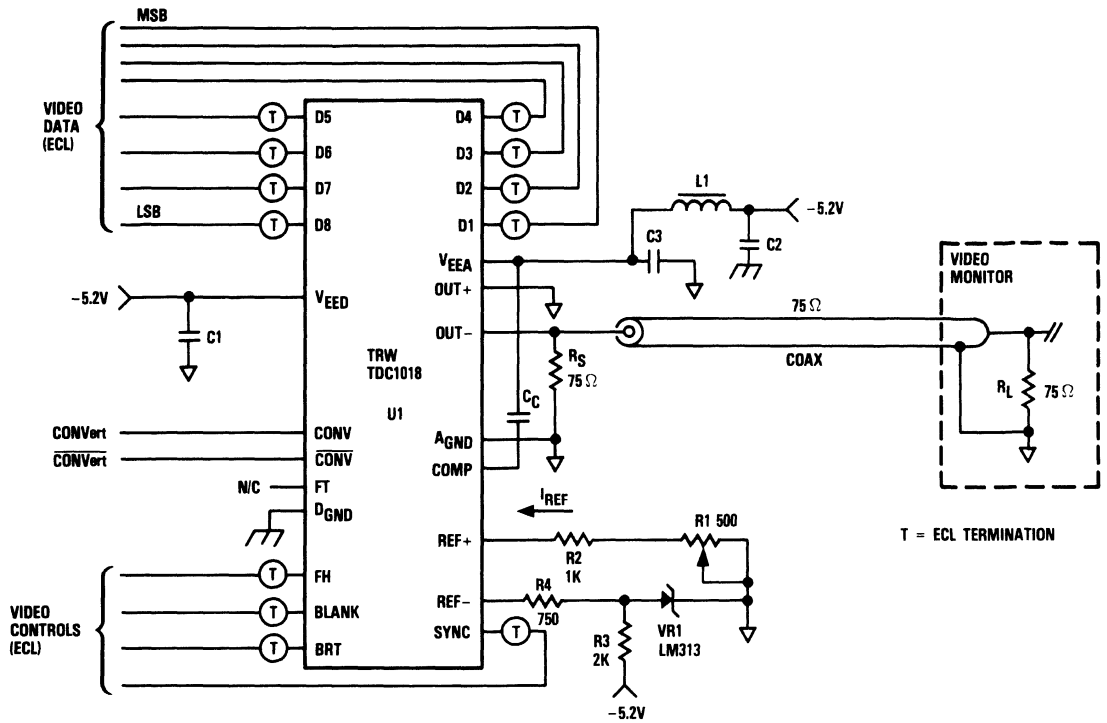 MSB
VIDEO
DATA
(ECL)
T D5 D4 T
T D6 D3 T
T D7 D2 T
LSB T D8 D1 T
L1
-5.2V
C3
C2
VEEA
OUT+
VIDEO
MONITOR
-5.2V
VEED
C1
OUT-
75Ω
COAX
RS
75Ω
RL 75Ω
TRW
TDC1018
U1
CC
CONVert CONV
CONVert CONV
AGND
COMP
N/C FT
DGND
IREF
REF+
R2
1K
R1 500
T = ECL TERMINATION
VIDEO
CONTROLS
(ECL)
T FH
T BLANK
T BRT
REF-
R4
750
SYNC T
R3
2K
VR1
LM313
-5.2V